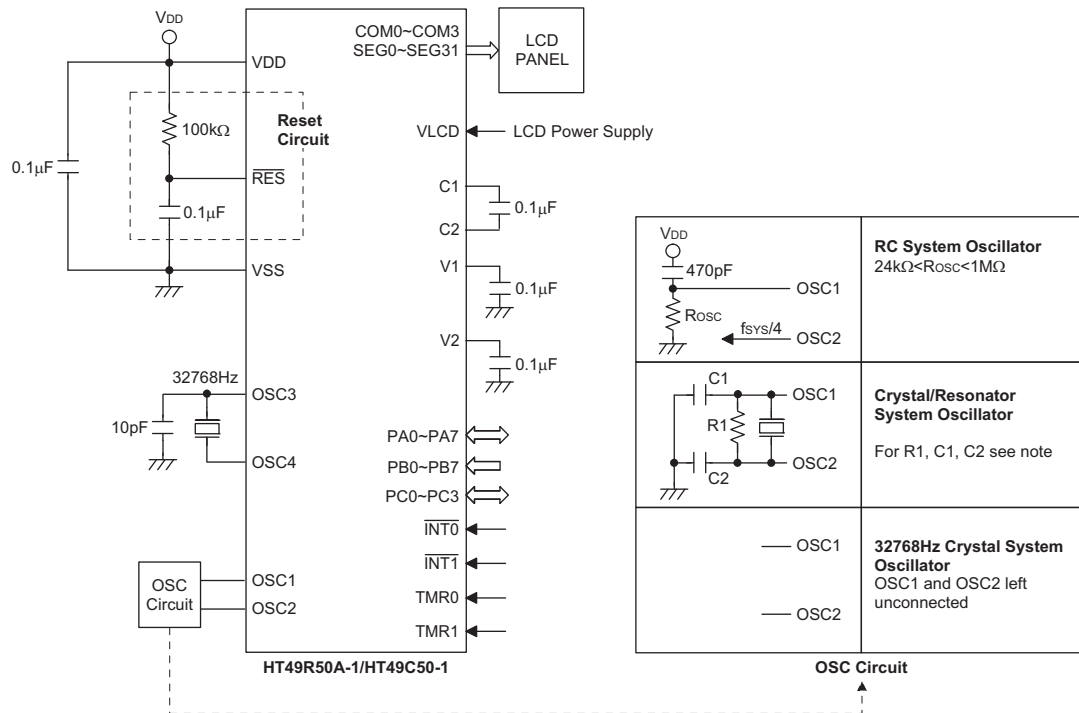 VDD
COM0~COM3
SEG0~SEG31
LCD
PANEL
VDD
100kΩ
Reset
Circuit
VLCD
LCD Power Supply
0.1μF
RES
0.1μF
C1
0.1μF
C2
VSS
V1
0.1μF
V2
0.1μF
32768Hz
OSC3
10pF
OSC4
PA0~PA7
PB0~PB7
PC0~PC3
INT0
INT1
OSC
Circuit
OSC1
OSC2
TMR0
TMR1
HT49R50A-1/HT49C50-1
VDD
470pF
OSC1
ROSC
fSYS/4
OSC2
RC System Oscillator
24kΩ<ROSC<1MΩ
C1
OSC1
R1
OSC2
C2
Crystal/Resonator
System Oscillator
For R1, C1, C2 see note
OSC1
OSC2
32768Hz Crystal System
Oscillator
OSC1 and OSC2 left
unconnected
OSC Circuit